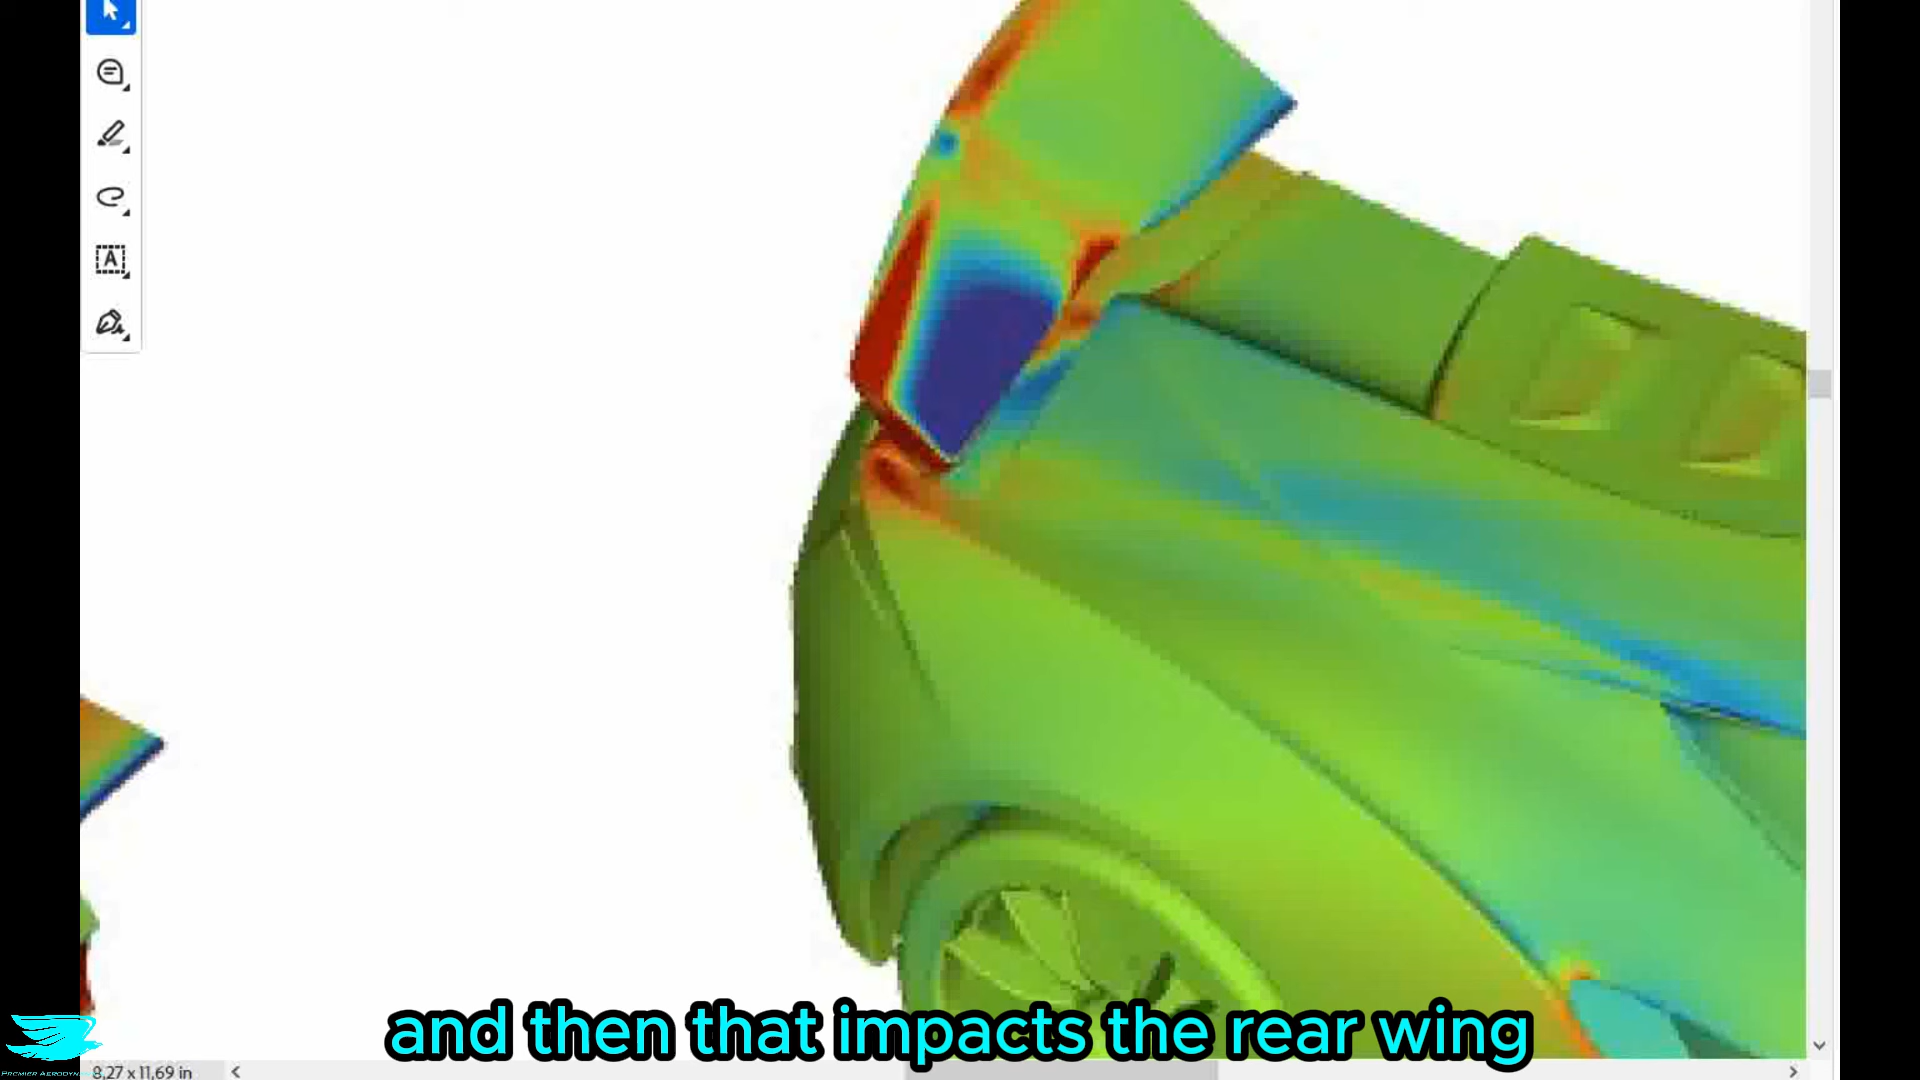 A
and then that impacts the rear wing
8,27 x 11,69 in